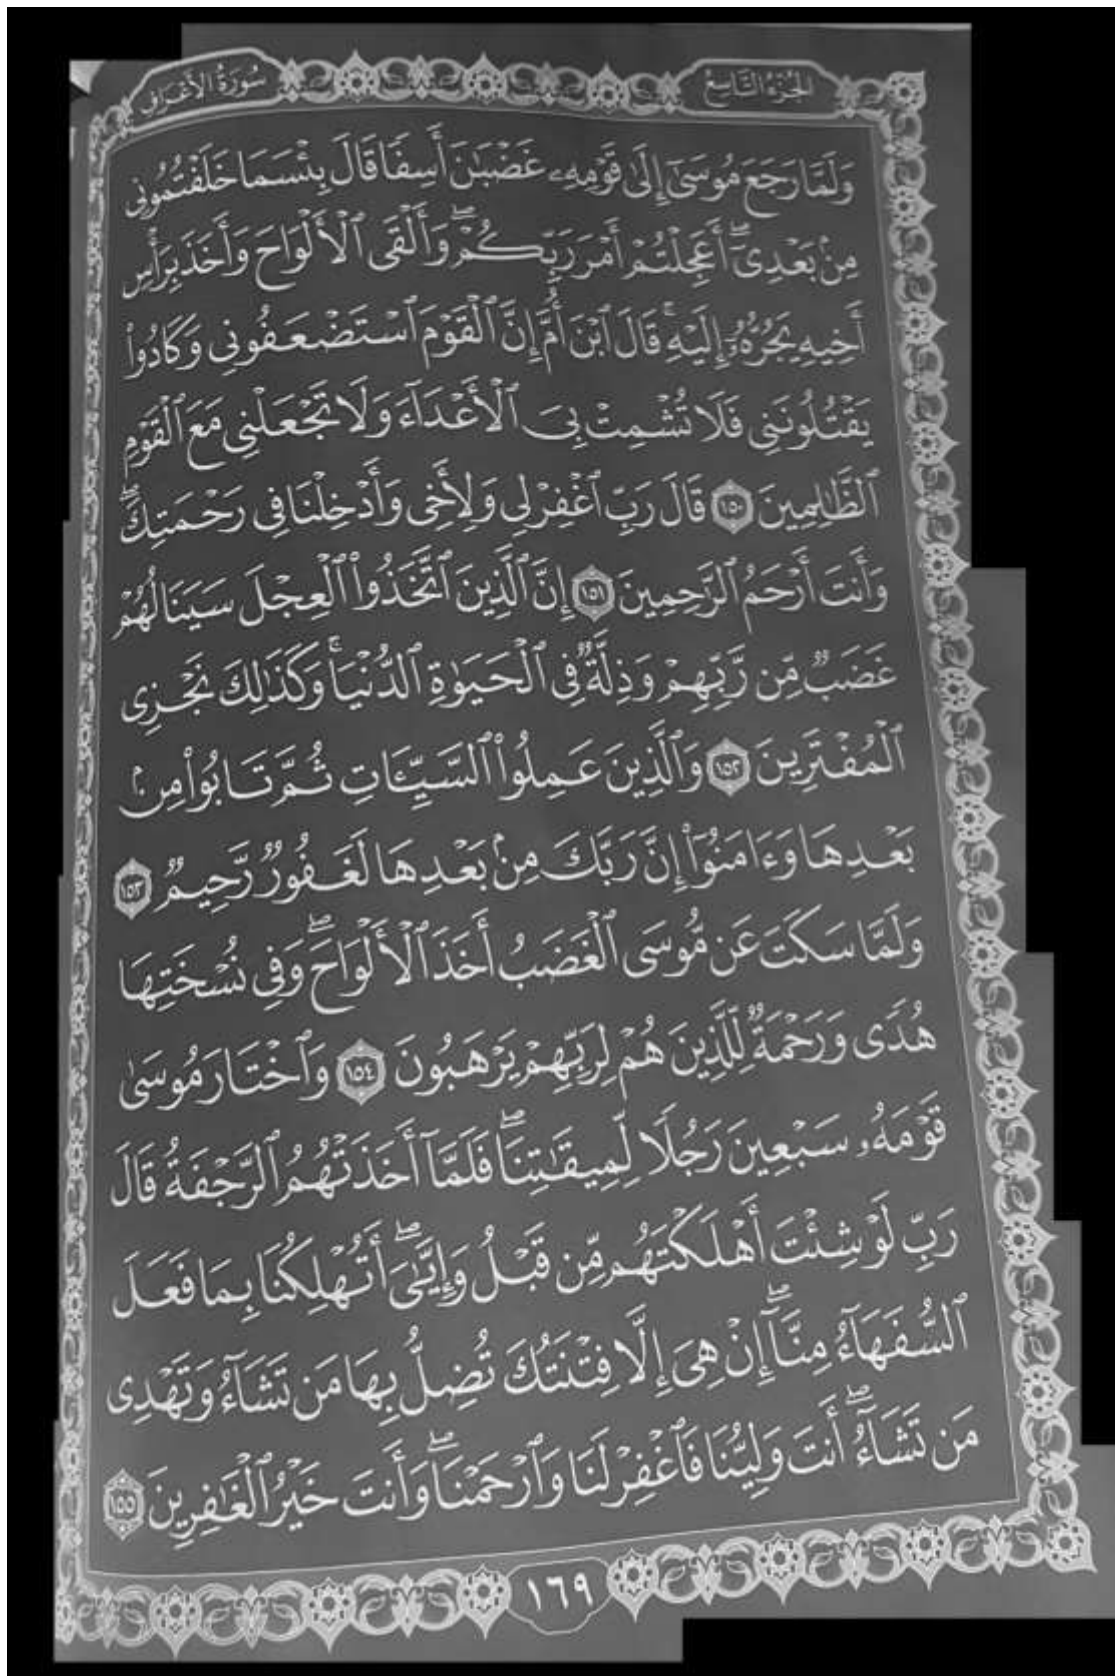 الجزء التاسع
سورة الأعراف
وَلَمَّا رَجَعَ مُوسَىٰٓ إِلَىٰ قَوْمِهِۦ غَضْبَٰنَ أَسِفًا قَالَ بِئْسَمَا خَلَفْتُمُونِى
مِنۢ بَعْدِىٓۖ أَعَجِلْتُمْ أَمْرَ رَبِّكُمْۖ وَأَلْقَى ٱلْأَلْوَاحَ وَأَخَذَ بِرَأْسِ
أَخِيهِ يَجُرُّهُۥٓ إِلَيْهِۚ قَالَ ٱبْنَ أُمَّ إِنَّ ٱلْقَوْمَ ٱسْتَضْعَفُونِى وَكَادُوا۟
يَقْتُلُونَنِى فَلَا تُشْمِتْ بِىَ ٱلْأَعْدَآءَ وَلَا تَجْعَلْنِى مَعَ ٱلْقَوْمِ
ٱلظَّٰلِمِينَ ١٥٠ قَالَ رَبِّ ٱغْفِرْ لِى وَلِأَخِى وَأَدْخِلْنَا فِى رَحْمَتِكَۖ
وَأَنتَ أَرْحَمُ ٱلرَّٰحِمِينَ ١٥١ إِنَّ ٱلَّذِينَ ٱتَّخَذُوا۟ ٱلْعِجْلَ سَيَنَالُهُمْ
غَضَبٌ مِّن رَّبِّهِمْ وَذِلَّةٌ فِى ٱلْحَيَوٰةِ ٱلدُّنْيَاۚ وَكَذَٰلِكَ نَجْزِى
ٱلْمُفْتَرِينَ ١٥٢ وَٱلَّذِينَ عَمِلُوا۟ ٱلسَّيِّـَٔاتِ ثُمَّ تَابُوا۟ مِنۢ
بَعْدِهَا وَءَامَنُوٓا۟ إِنَّ رَبَّكَ مِنۢ بَعْدِهَا لَغَفُورٌ رَّحِيمٌ ١٥٣
وَلَمَّا سَكَتَ عَن مُّوسَى ٱلْغَضَبُ أَخَذَ ٱلْأَلْوَاحَۖ وَفِى نُسْخَتِهَا
هُدًى وَرَحْمَةٌ لِّلَّذِينَ هُمْ لِرَبِّهِمْ يَرْهَبُونَ ١٥٤ وَٱخْتَارَ مُوسَىٰ
قَوْمَهُۥ سَبْعِينَ رَجُلًا لِّمِيقَٰتِنَاۖ فَلَمَّآ أَخَذَتْهُمُ ٱلرَّجْفَةُ قَالَ
رَبِّ لَوْ شِئْتَ أَهْلَكْتَهُم مِّن قَبْلُ وَإِيَّٰىَۖ أَتُهْلِكُنَا بِمَا فَعَلَ
ٱلسُّفَهَآءُ مِنَّآۖ إِنْ هِىَ إِلَّا فِتْنَتُكَ تُضِلُّ بِهَا مَن تَشَآءُ وَتَهْدِى
مَن تَشَآءُۖ أَنتَ وَلِيُّنَا فَٱغْفِرْ لَنَا وَٱرْحَمْنَاۖ وَأَنتَ خَيْرُ ٱلْغَٰفِرِينَ ١٥٥
١٦٩